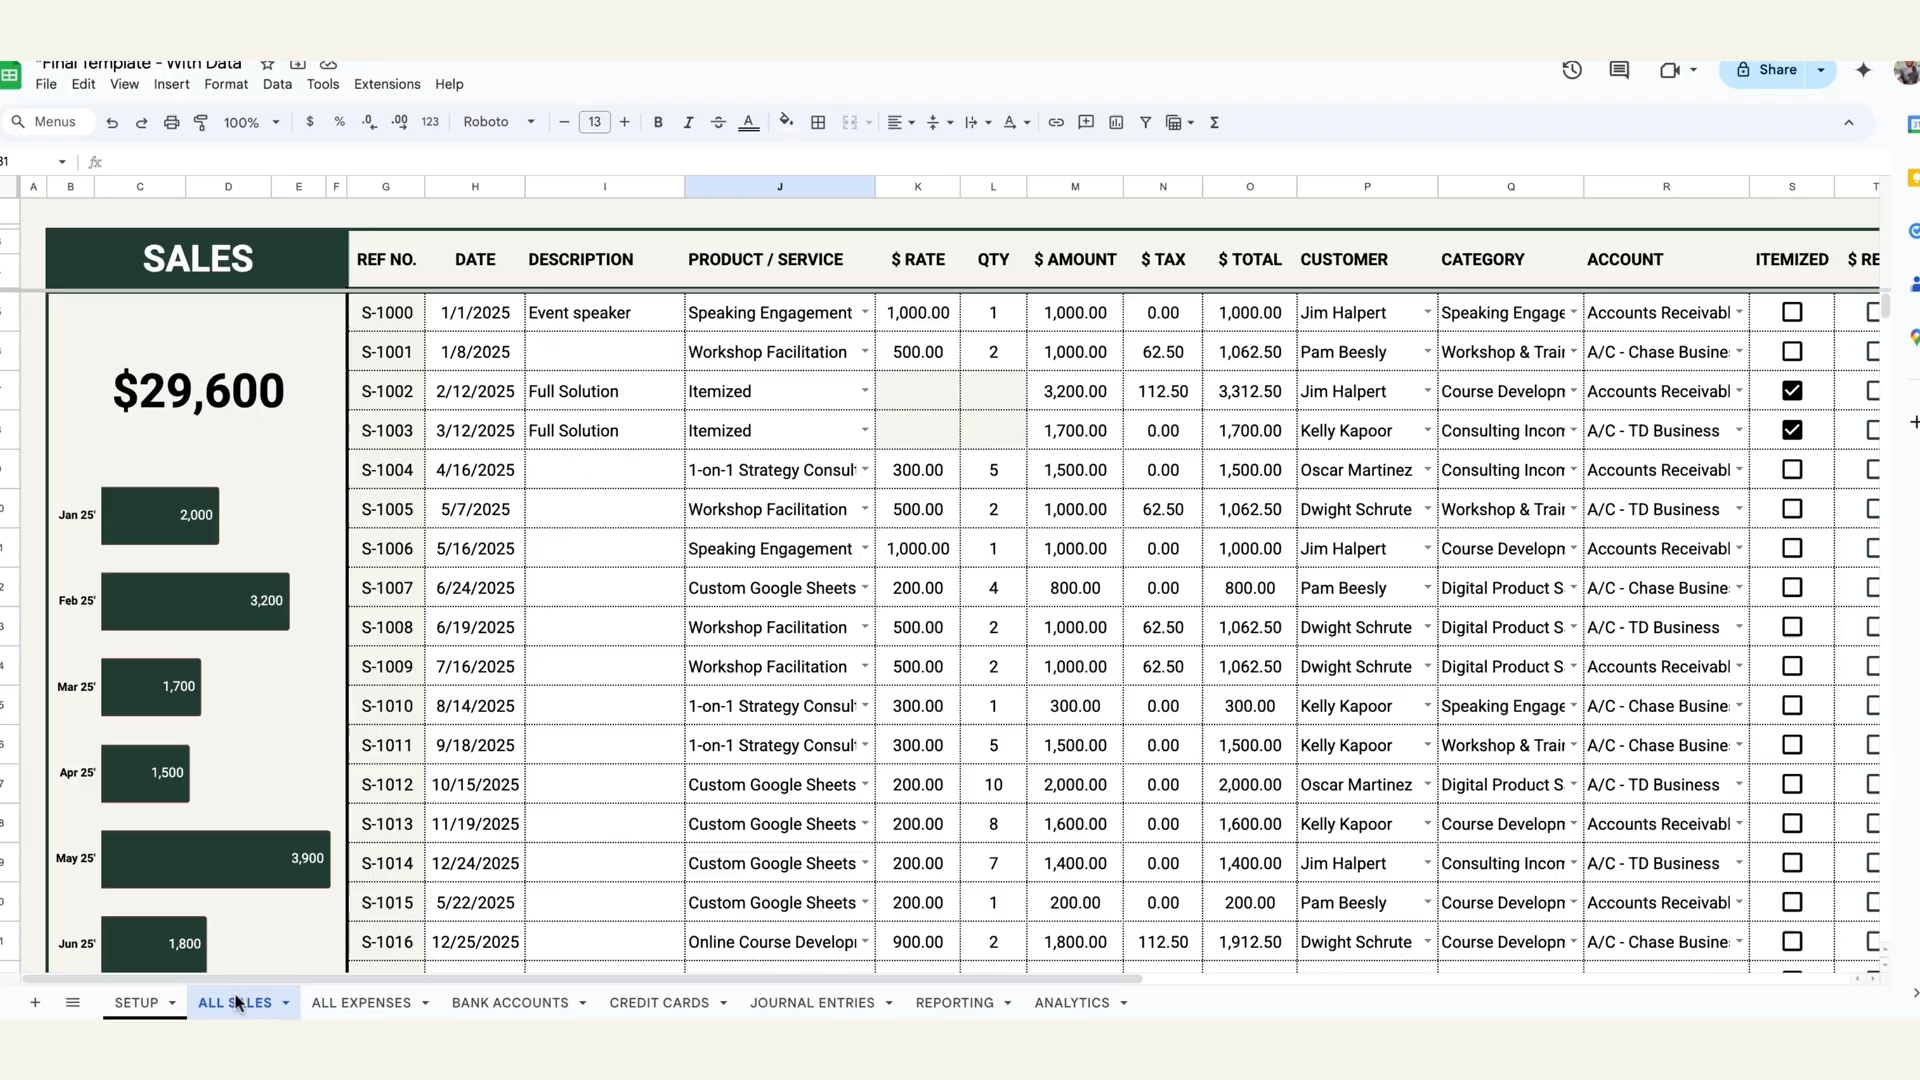 "Final Template - With Data
File Edit View Insert Format Data Tools Extensions Help
Share
Menus 100% $ % .0 .00 123 Roboto 13 B I A
31 fx
A B C D E F G H I J K L M N O P Q R S T
SALES REF NO. DATE DESCRIPTION PRODUCT / SERVICE $ RATE QTY $ AMOUNT $ TAX $ TOTAL CUSTOMER CATEGORY ACCOUNT ITEMIZED $ RE
S-1000 1/1/2025 Event speaker Speaking Engagement 1,000.00 1 1,000.00 0.00 1,000.00 Jim Halpert Speaking Engage Accounts Receivabl
S-1001 1/8/2025 Workshop Facilitation 500.00 2 1,000.00 62.50 1,062.50 Pam Beesly Workshop & Train A/C - Chase Busine
$29,600
S-1002 2/12/2025 Full Solution Itemized 3,200.00 112.50 3,312.50 Jim Halpert Course Developm Accounts Receivabl
S-1003 3/12/2025 Full Solution Itemized 1,700.00 0.00 1,700.00 Kelly Kapoor Consulting Incom A/C - TD Business
S-1004 4/16/2025 1-on-1 Strategy Consul 300.00 5 1,500.00 0.00 1,500.00 Oscar Martinez Consulting Incom Accounts Receivabl
Jan 25' 2,000
S-1005 5/7/2025 Workshop Facilitation 500.00 2 1,000.00 62.50 1,062.50 Dwight Schrute Workshop & Train A/C - TD Business
S-1006 5/16/2025 Speaking Engagement 1,000.00 1 1,000.00 0.00 1,000.00 Jim Halpert Course Developm Accounts Receivabl
Feb 25' 3,200
S-1007 6/24/2025 Custom Google Sheets 200.00 4 800.00 0.00 800.00 Pam Beesly Digital Product S A/C - Chase Busine
S-1008 6/19/2025 Workshop Facilitation 500.00 2 1,000.00 62.50 1,062.50 Dwight Schrute Digital Product S A/C - TD Business
Mar 25' 1,700
S-1009 7/16/2025 Workshop Facilitation 500.00 2 1,000.00 62.50 1,062.50 Dwight Schrute Digital Product S Accounts Receivabl
S-1010 8/14/2025 1-on-1 Strategy Consul 300.00 1 300.00 0.00 300.00 Kelly Kapoor Speaking Engage A/C - Chase Busine
S-1011 9/18/2025 1-on-1 Strategy Consul 300.00 5 1,500.00 0.00 1,500.00 Kelly Kapoor Workshop & Train A/C - Chase Busine
Apr 25' 1,500
S-1012 10/15/2025 Custom Google Sheets 200.00 10 2,000.00 0.00 2,000.00 Oscar Martinez Digital Product S A/C - TD Business
S-1013 11/19/2025 Custom Google Sheets 200.00 8 1,600.00 0.00 1,600.00 Kelly Kapoor Course Developm Accounts Receivabl
May 25' 3,900
S-1014 12/24/2025 Custom Google Sheets 200.00 7 1,400.00 0.00 1,400.00 Jim Halpert Consulting Incom A/C - TD Business
S-1015 5/22/2025 Custom Google Sheets 200.00 1 200.00 0.00 200.00 Pam Beesly Course Developm Accounts Receivabl
Jun 25' 1,800
S-1016 12/25/2025 Online Course Develop 900.00 2 1,800.00 112.50 1,912.50 Dwight Schrute Course Developm A/C - Chase Busine
SETUP ALL SALES ALL EXPENSES BANK ACCOUNTS CREDIT CARDS JOURNAL ENTRIES REPORTING ANALYTICS